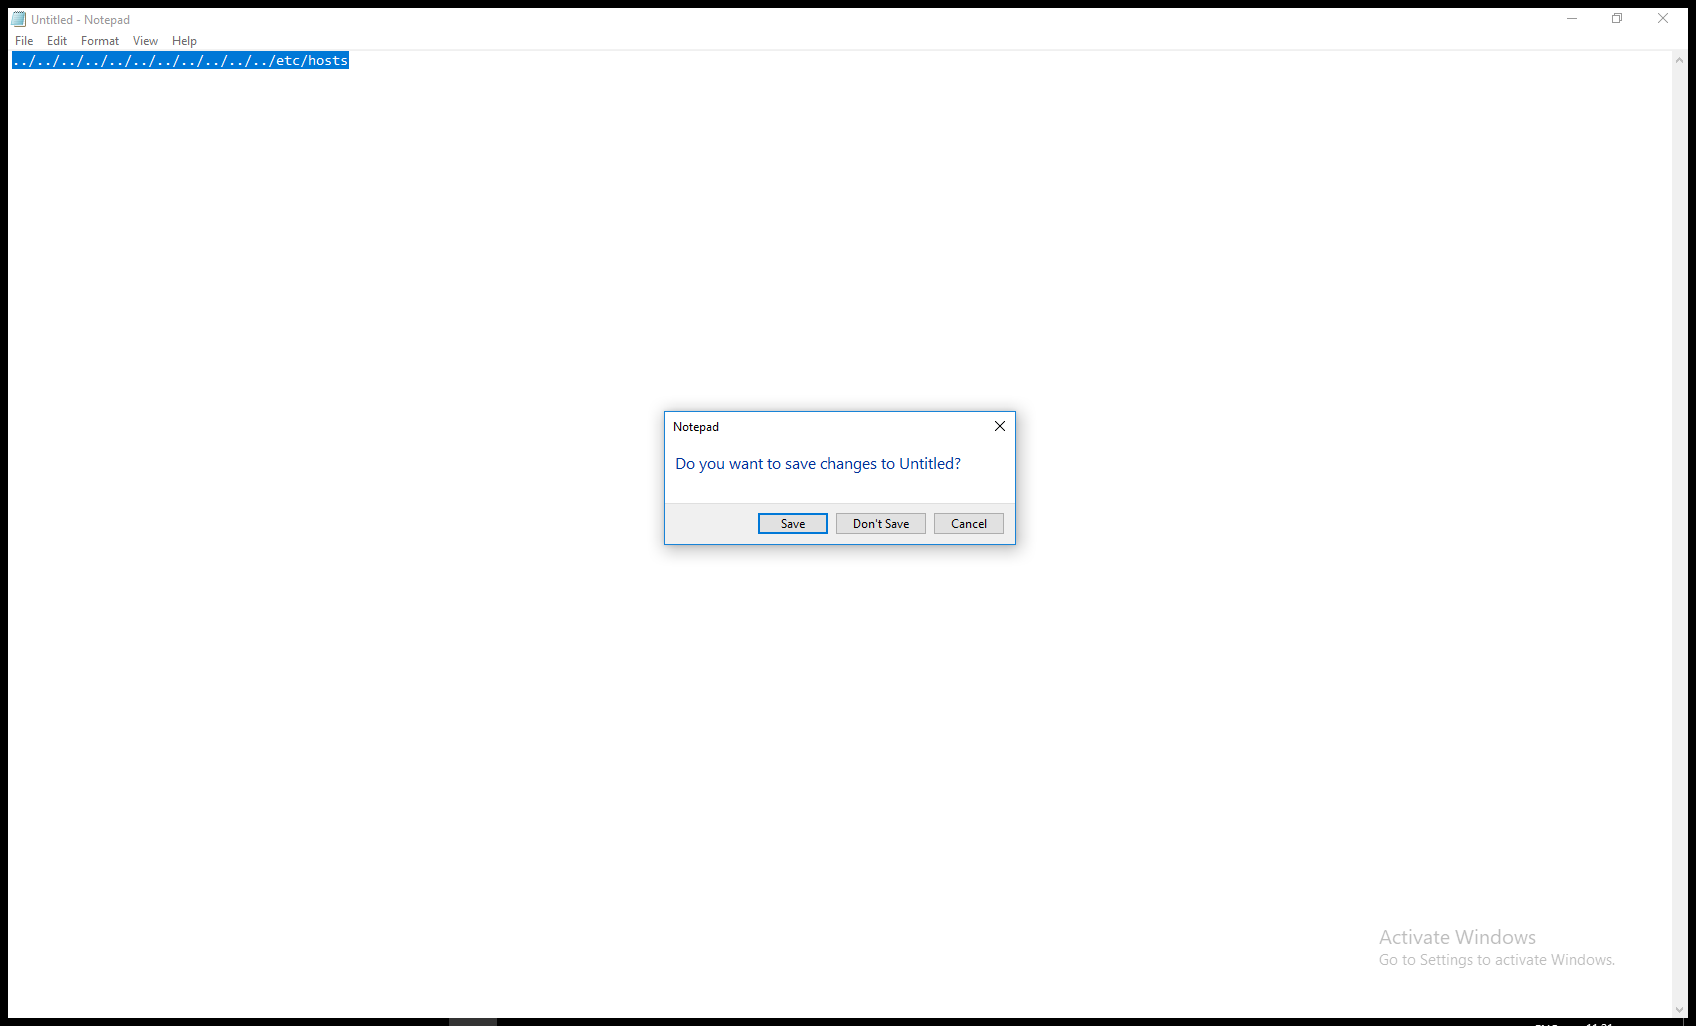 Untitled - Notepad
File Edit Format View Help
../../../../../../../../../../../etc/hosts
Notepad
Do you want to save changes to Untitled?
Save Don't Save Cancel
Activate Windows
Go to Settings to activate Windows.